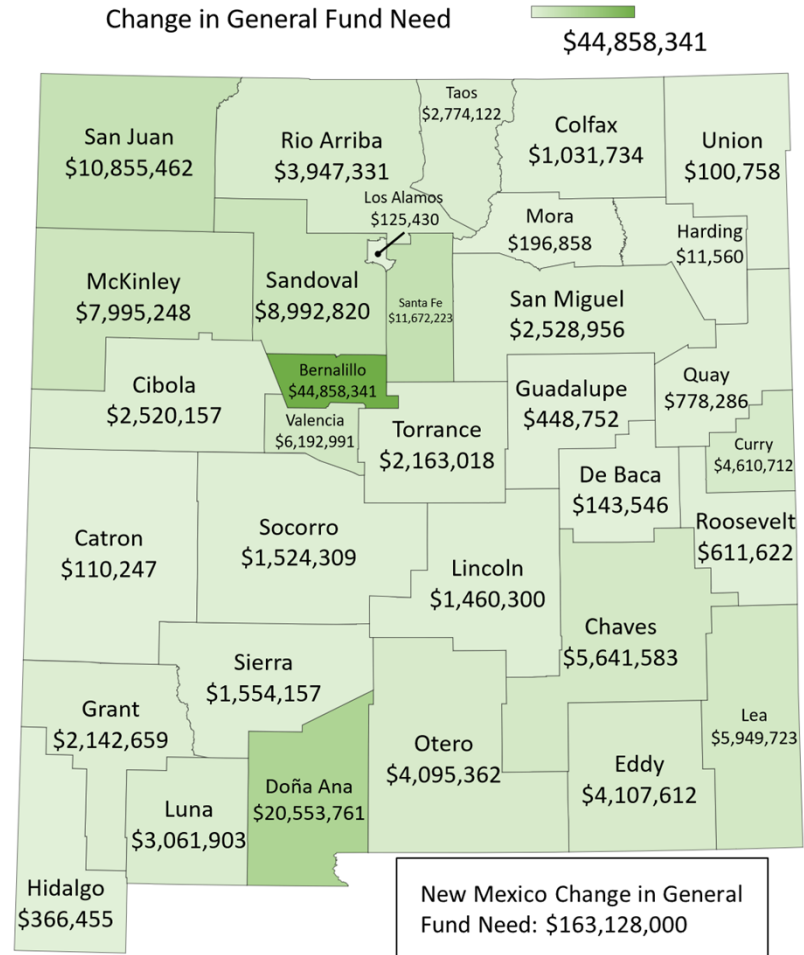 Change in General Fund Need
$44,858,341
San Juan
$10,855,462
Rio Arriba
$3,947,331
Taos
$2,774,122
Colfax
$1,031,734
Union
$100,758
Los Alamos
$125,430
Mora
$196,858
Harding
$11,560
McKinley
$7,995,248
Sandoval
$8,992,820
Santa Fe
$11,672,223
San Miguel
$2,528,956
Cibola
$2,520,157
Bernalillo
$44,858,341
Valencia
$6,192,991
Torrance
$2,163,018
Guadalupe
$448,752
Quay
$778,286
Curry
$4,610,712
De Baca
$143,546
Roosevelt
$611,622
Catron
$110,247
Socorro
$1,524,309
Lincoln
$1,460,300
Chaves
$5,641,583
Sierra
$1,554,157
Grant
$2,142,659
Otero
$4,095,362
Lea
$5,949,723
Eddy
$4,107,612
Doña Ana
$20,553,761
Luna
$3,061,903
Hidalgo
$366,455
New Mexico Change in General
Fund Need: $163,128,000